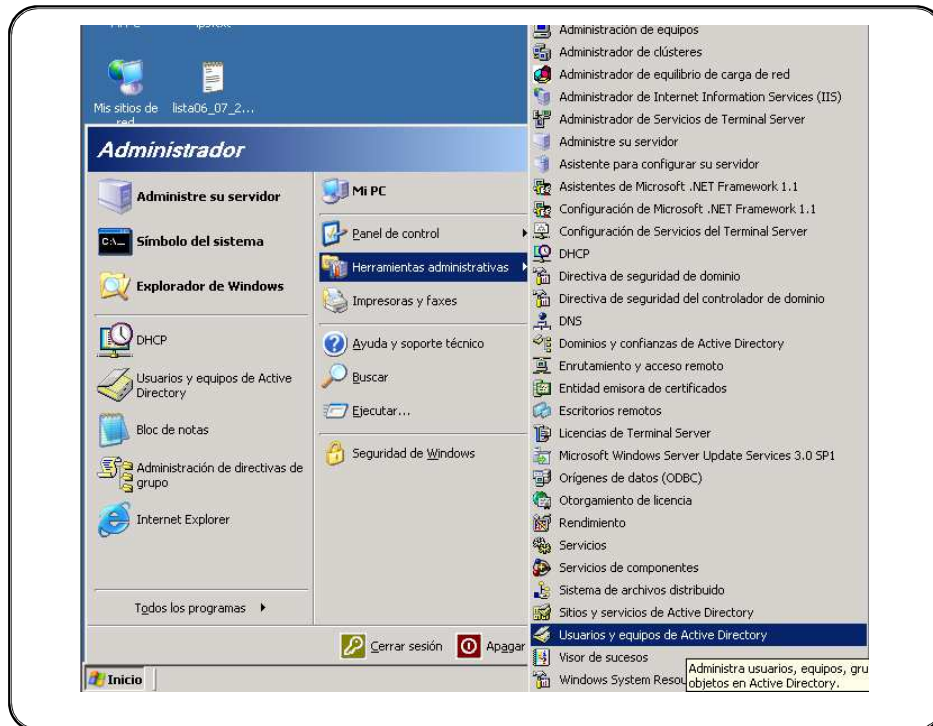 Mis sitios de
red
lista06_07_2...
Administrador
Administre su servidor
Símbolo del sistema
Explorador de Windows
DHCP
Usuarios y equipos de Active
Directory
Bloc de notas
Administración de directivas de
grupo
Internet Explorer
Todos los programas
Mi PC
Panel de control
Herramientas administrativas
Impresoras y faxes
Ayuda y soporte técnico
Buscar
Ejecutar...
Seguridad de Windows
Cerrar sesión
Apagar
Inicio
Administración de equipos
Administrador de clústeres
Administrador de equilibrio de carga de red
Administrador de Internet Information Services (IIS)
Administrador de Servicios de Terminal Server
Administre su servidor
Asistente para configurar su servidor
Asistentes de Microsoft .NET Framework 1.1
Configuración de Microsoft .NET Framework 1.1
Configuración de Servicios del Terminal Server
DHCP
Directiva de seguridad de dominio
Directiva de seguridad del controlador de dominio
DNS
Dominios y confianzas de Active Directory
Enrutamiento y acceso remoto
Entidad emisora de certificados
Escritorios remotos
Licencias de Terminal Server
Microsoft Windows Server Update Services 3.0 SP1
Orígenes de datos (ODBC)
Otorgamiento de licencia
Rendimiento
Servicios
Servicios de componentes
Sistema de archivos distribuido
Sitios y servicios de Active Directory
Usuarios y equipos de Active Directory
Visor de sucesos
Windows System Resou
Administra usuarios, equipos, gru
objetos en Active Directory.